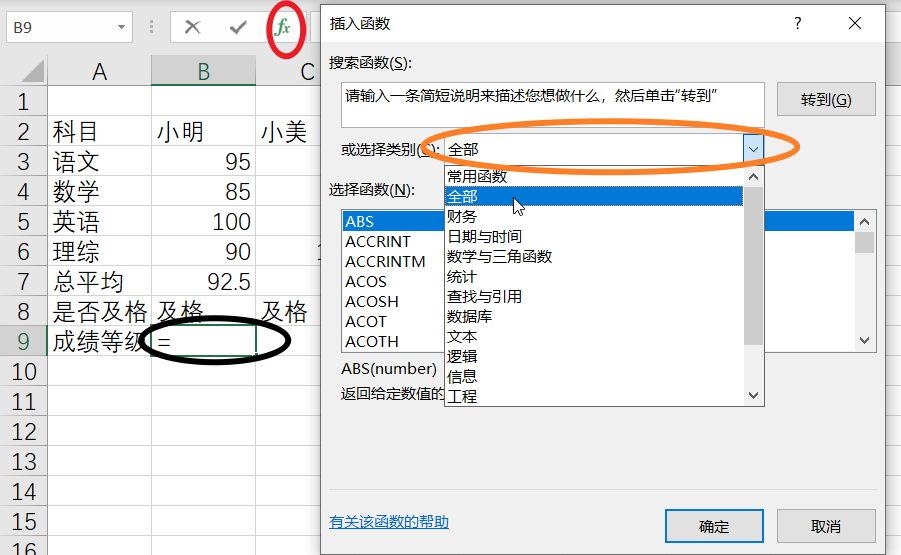 B9
fx
插入函数
?
搜索函数(S):
请输入一条简短说明来描述您想做什么，然后单击“转到”
转到(G)
或选择类别(C): 全部
常用函数
全部
财务
日期与时间
数学与三角函数
统计
查找与引用
数据库
文本
逻辑
信息
工程
选择函数(N):
ABS
ACCRINT
ACCRINTM
ACOS
ACOSH
ACOT
ACOTH
ABS(number)
返回给定数值的
有关该函数的帮助
确定
取消
A B C
1
2 科目 小明 小美
3 语文 95
4 数学 85
5 英语 100
6 理综 90 1
7 总平均 92.5
8 是否及格 及格 及格
9 成绩等级 =
10
11
12
13
14
15
16